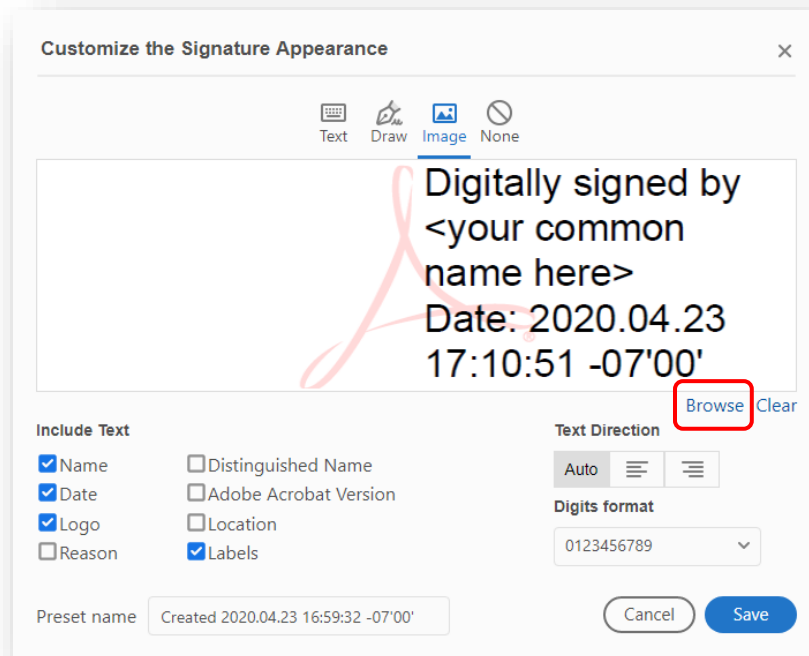 Customize the Signature Appearance
Text Draw Image None
Digitally signed by
<your common
name here>
Date: 2020.04.23
17:10:51 -07'00'
Browse Clear
Include Text
Name
Date
Logo
Reason
Distinguished Name
Adobe Acrobat Version
Location
Labels
Text Direction
Auto
Digits format
0123456789
Preset name Created 2020.04.23 16:59:32 -07'00'
Cancel Save